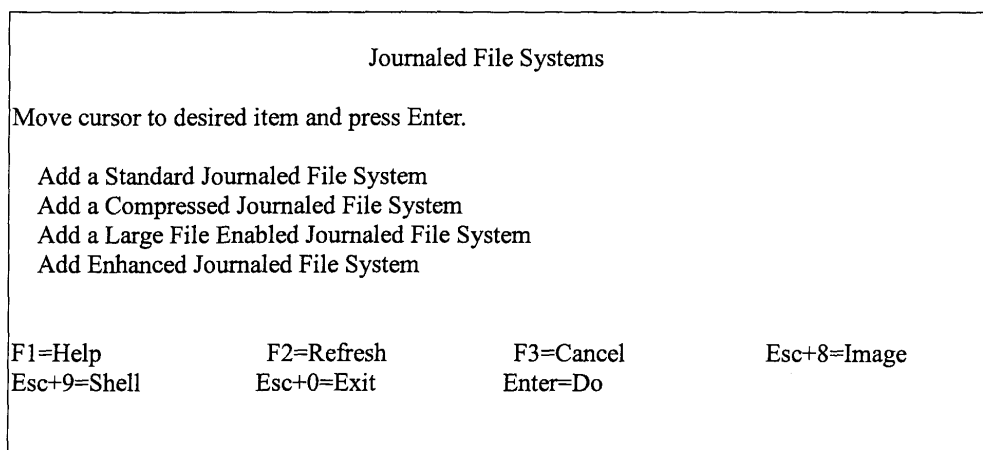 Journaled File Systems
Move cursor to desired item and press Enter.
Add a Standard Journaled File System
Add a Compressed Journaled File System
Add a Large File Enabled Journaled File System
Add Enhanced Journaled File System
F1=Help F2=Refresh F3=Cancel Esc+8=Image
Esc+9=Shell Esc+0=Exit Enter=Do